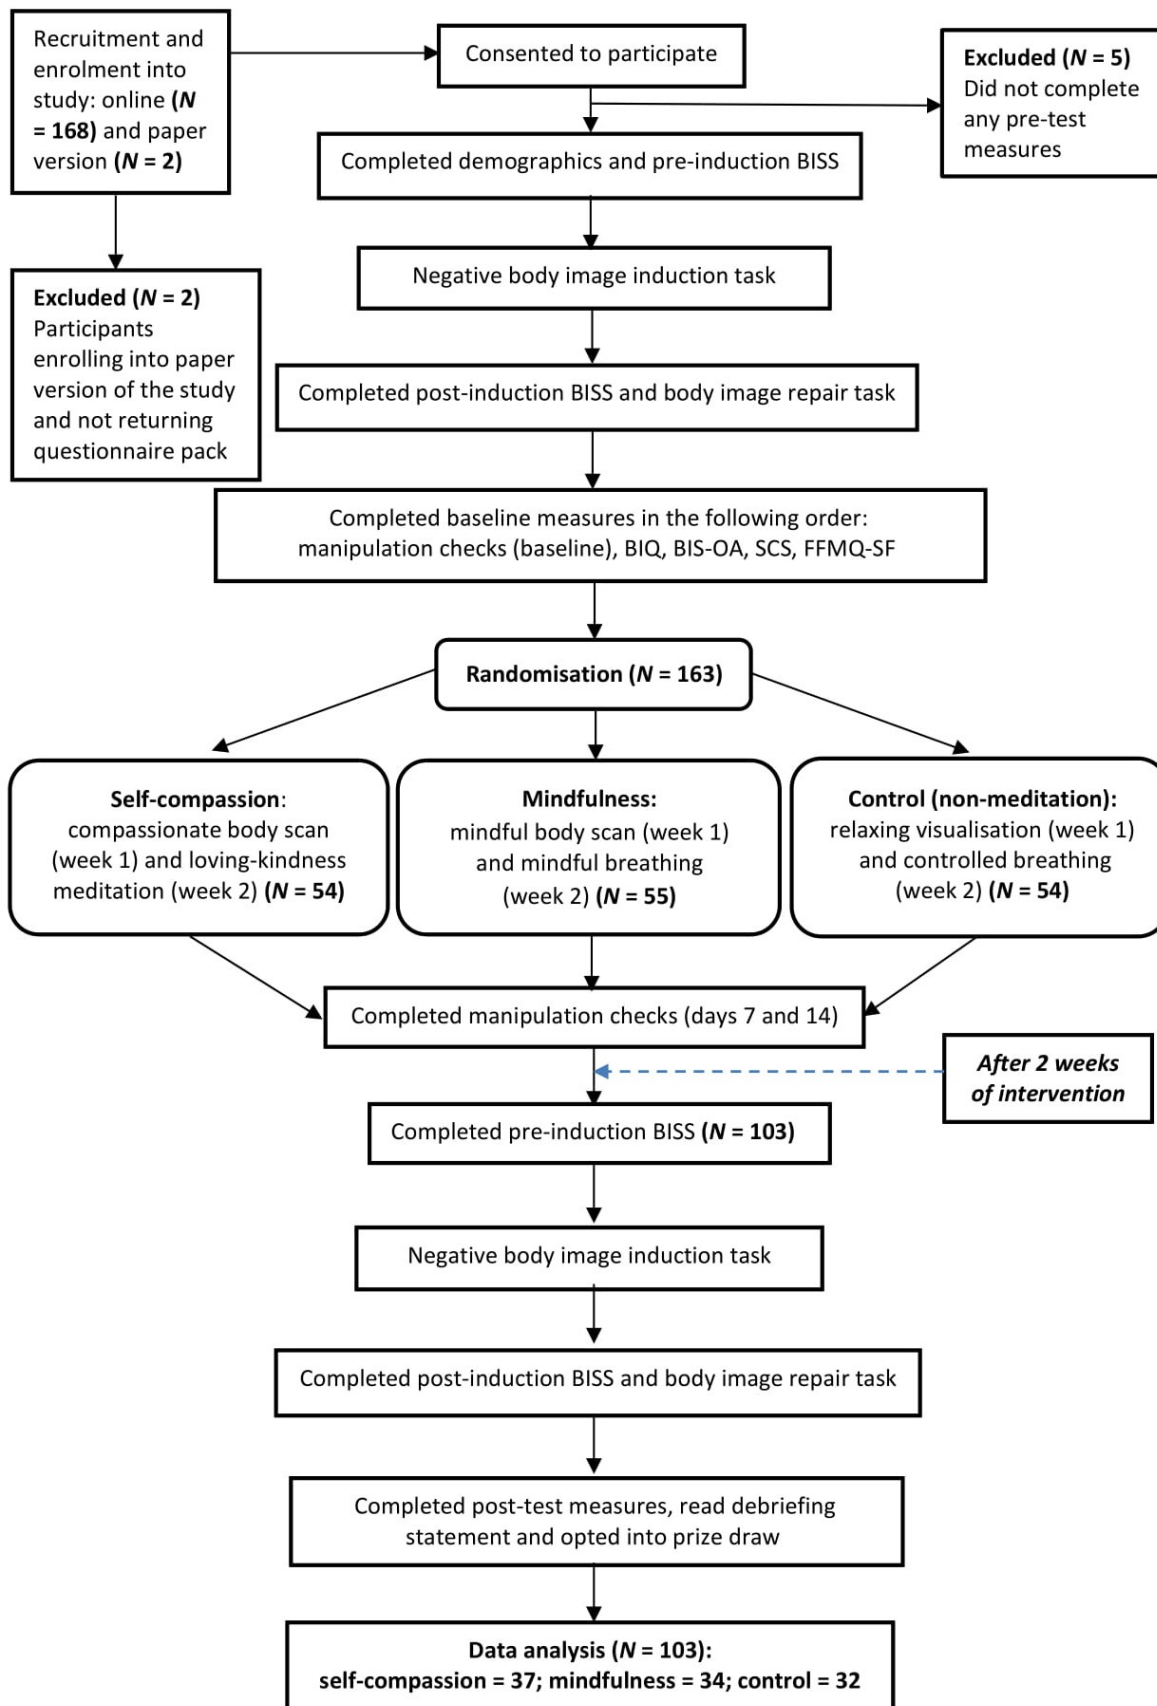 Recruitment and
enrolment into
study: online (N
= 168) and paper
version (N = 2)
Consented to participate
Excluded (N = 5)
Did not complete
any pre-test
measures
Completed demographics and pre-induction BISS
Excluded (N = 2)
Participants
enrolling into paper
version of the study
and not returning
questionnaire pack
Negative body image induction task
Completed post-induction BISS and body image repair task
Completed baseline measures in the following order:
manipulation checks (baseline), BIQ, BIS-OA, SCS, FFMQ-SF
Randomisation (N = 163)
Self-compassion:
compassionate body scan
(week 1) and loving-kindness
meditation (week 2) (N = 54)
Mindfulness:
mindful body scan (week 1)
and mindful breathing
(week 2) (N = 55)
Control (non-meditation):
relaxing visualisation (week 1)
and controlled breathing
(week 2) (N = 54)
Completed manipulation checks (days 7 and 14)
After 2 weeks
of intervention
Completed pre-induction BISS (N = 103)
Negative body image induction task
Completed post-induction BISS and body image repair task
Completed post-test measures, read debriefing
statement and opted into prize draw
Data analysis (N = 103):
self-compassion = 37; mindfulness = 34; control = 32